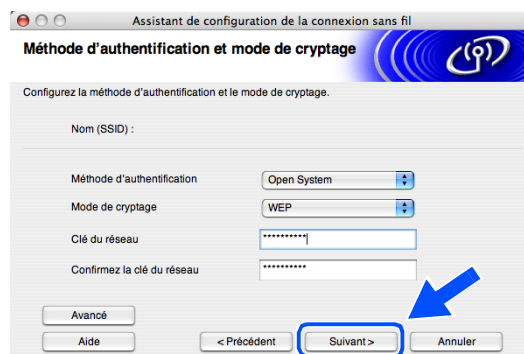 Assistant de configuration de la connexion sans fil
Méthode d'authentification et mode de cryptage
Configurez la méthode d'authentification et le mode de cryptage.
Nom (SSID) :
Méthode d'authentification Open System
Mode de cryptage WEP
Clé du réseau **********
Confirmez la clé du réseau **********
Avancé
Aide < Précédent Suivant > Annuler